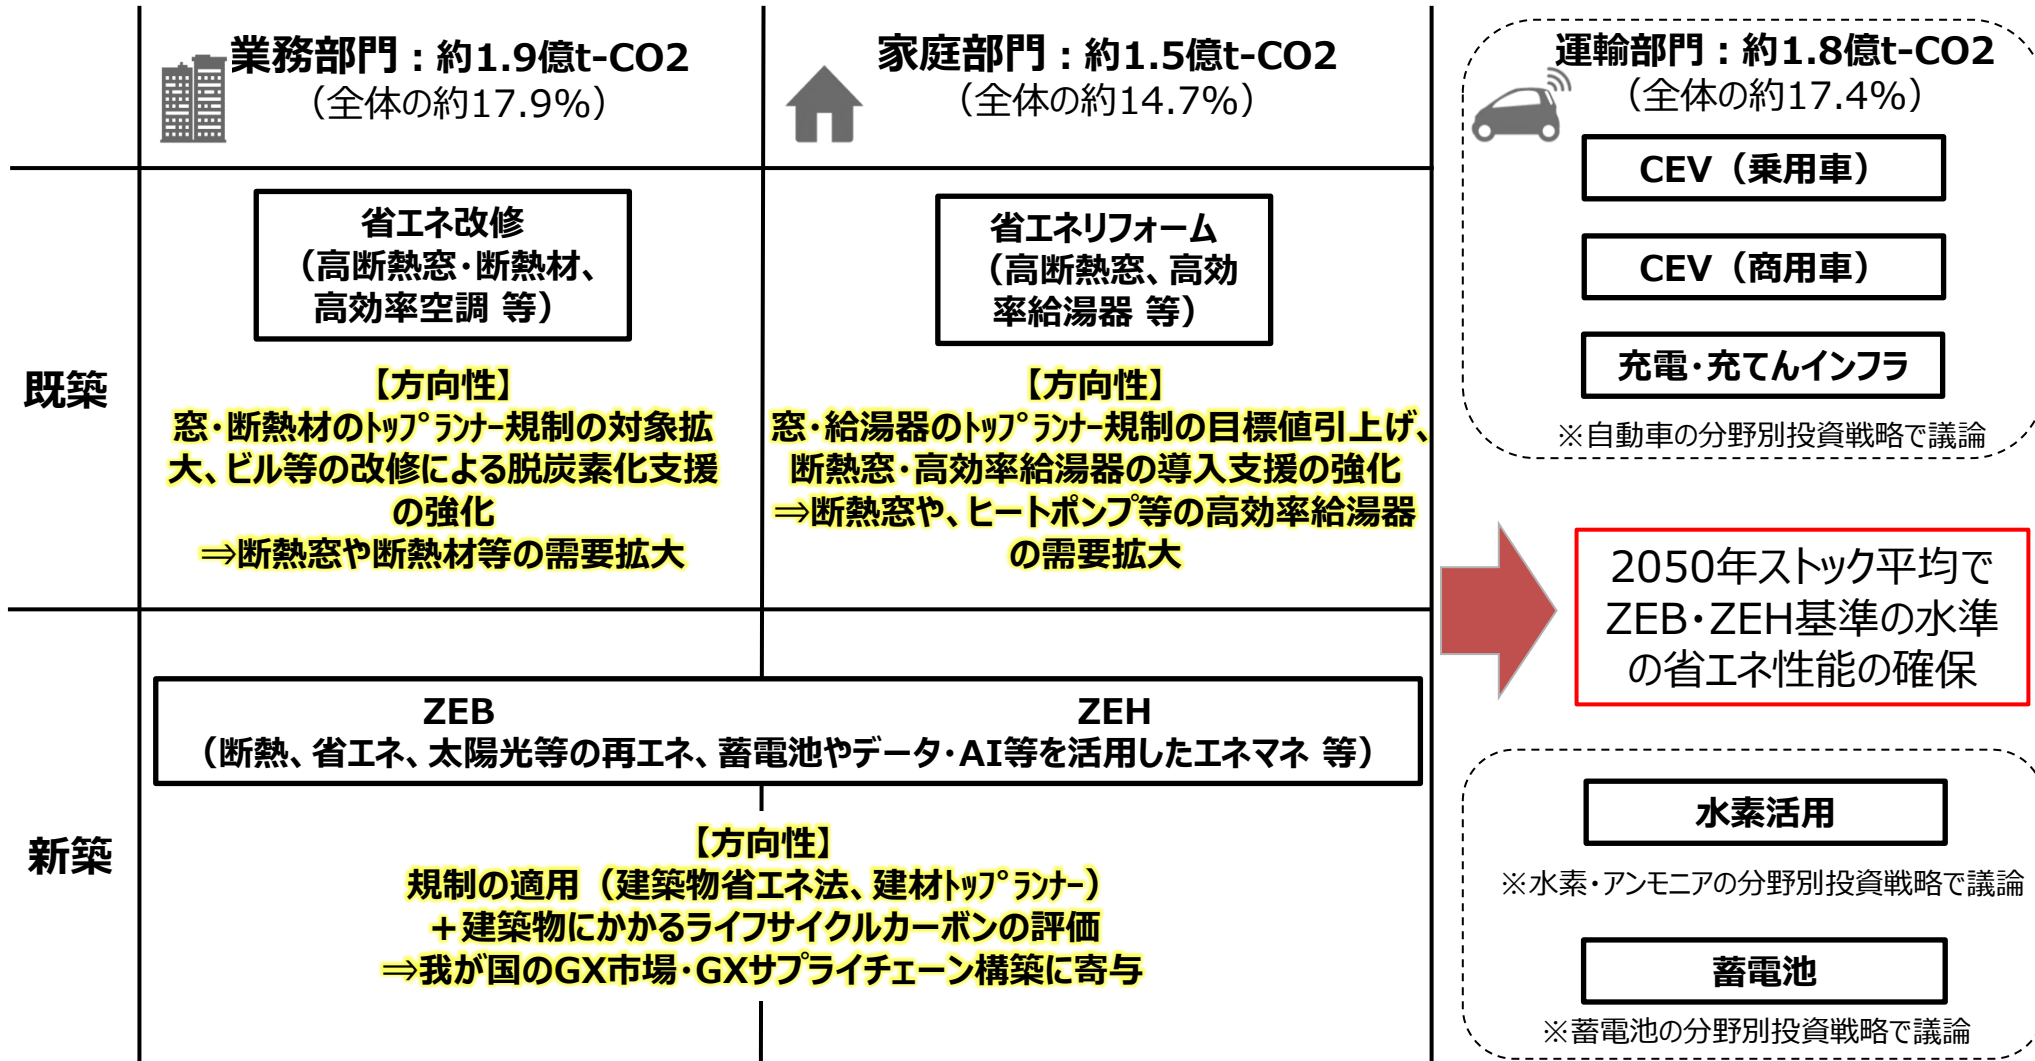 業務部門：約1.9億t-CO2
（全体の約17.9%）
家庭部門：約1.5億t-CO2
（全体の約14.7%）
運輸部門：約1.8億t-CO2
（全体の約17.4%）
CEV（乗用車）
CEV（商用車）
充電・充てんインフラ
※自動車の分野別投資戦略で議論
既築
省エネ改修
（高断熱窓・断熱材、
高効率空調 等）
【方向性】
窓・断熱材のﾄｯﾌﾟﾗﾝﾅｰ規制の対象拡
大、ビル等の改修による脱炭素化支援
の強化
⇒断熱窓や断熱材等の需要拡大
省エネリフォーム
（高断熱窓、高効
率給湯器 等）
【方向性】
窓・給湯器のﾄｯﾌﾟﾗﾝﾅｰ規制の目標値引上げ、
断熱窓・高効率給湯器の導入支援の強化
⇒断熱窓や、ヒートポンプ等の高効率給湯器
の需要拡大
2050年ストック平均で
ZEB・ZEH基準の水準
の省エネ性能の確保
新築
ZEB ZEH
（断熱、省エネ、太陽光等の再エネ、蓄電池やデータ・AI等を活用したエネマネ 等）
【方向性】
規制の適用（建築物省エネ法、建材ﾄｯﾌﾟﾗﾝﾅｰ）
＋建築物にかかるライフサイクルカーボンの評価
⇒我が国のGX市場・GXサプライチェーン構築に寄与
水素活用
※水素・アンモニアの分野別投資戦略で議論
蓄電池
※蓄電池の分野別投資戦略で議論